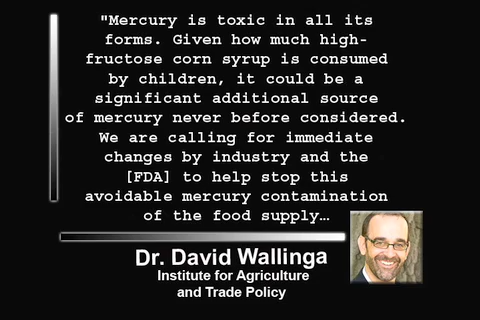 "Mercury is toxic in all its
forms. Given how much high-
fructose corn syrup is consumed
by children, it could be a
significant additional source
of mercury never before considered.
We are calling for immediate
changes by industry and the
[FDA] to help stop this
avoidable mercury contamination
of the food supply…
Dr. David Wallinga
Institute for Agriculture
and Trade Policy